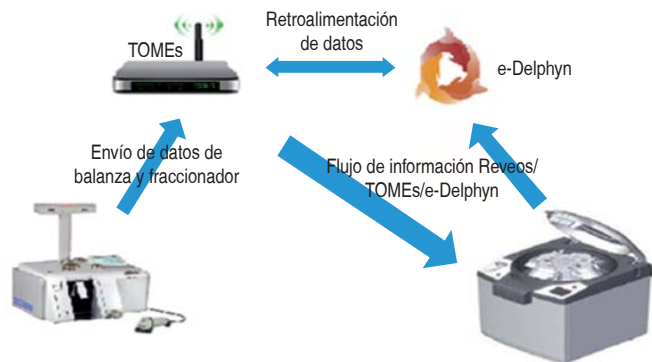 Retroalimentación
de datos
TOMEs
e-Delphyn
Envío de datos de
balanza y fraccionador
Flujo de información Reveos/
TOMEs/e-Delphyn